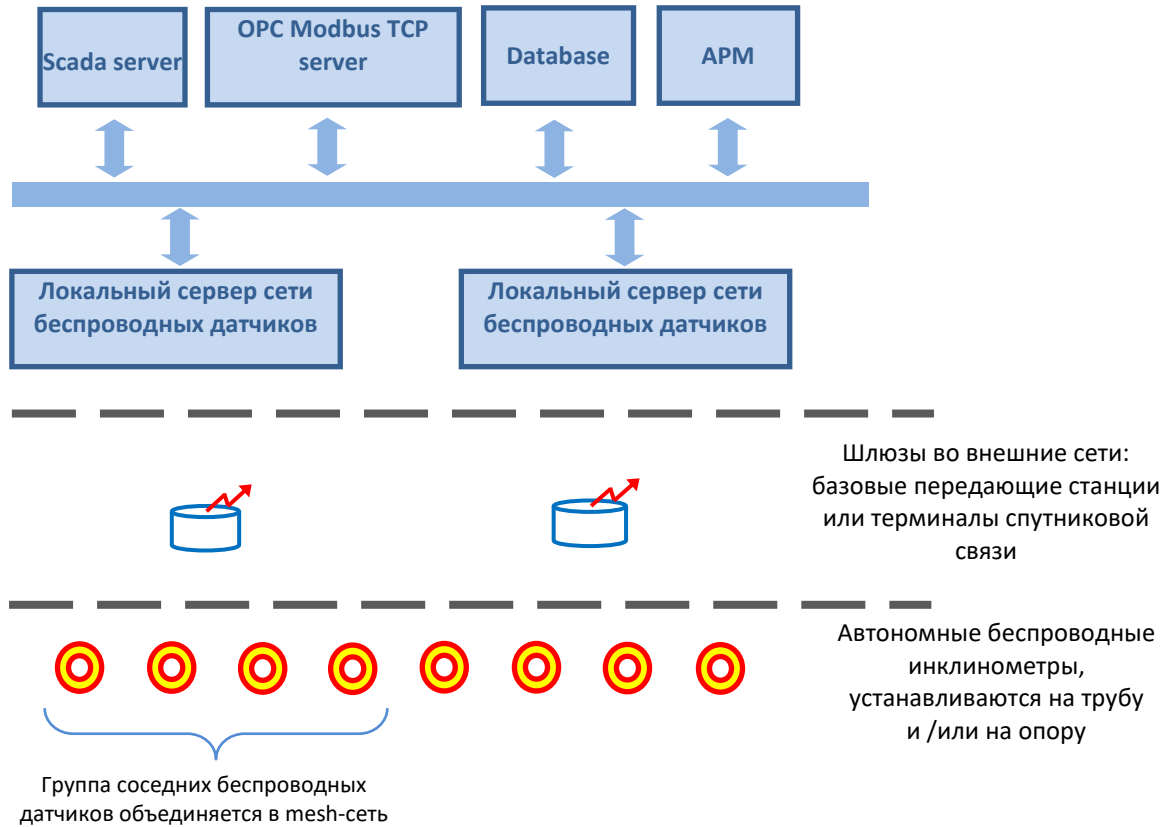 Scada server
OPC Modbus TCP
server
Database
АРМ
Локальный сервер сети
беспроводных датчиков
Локальный сервер сети
беспроводных датчиков
Шлюзы во внешние сети:
базовые передающие станции
или терминалы спутниковой
связи
Автономные беспроводные
инклинометры,
устанавливаются на трубу
и /или на опору
Группа соседних беспроводных
датчиков объединяется в mesh-сеть